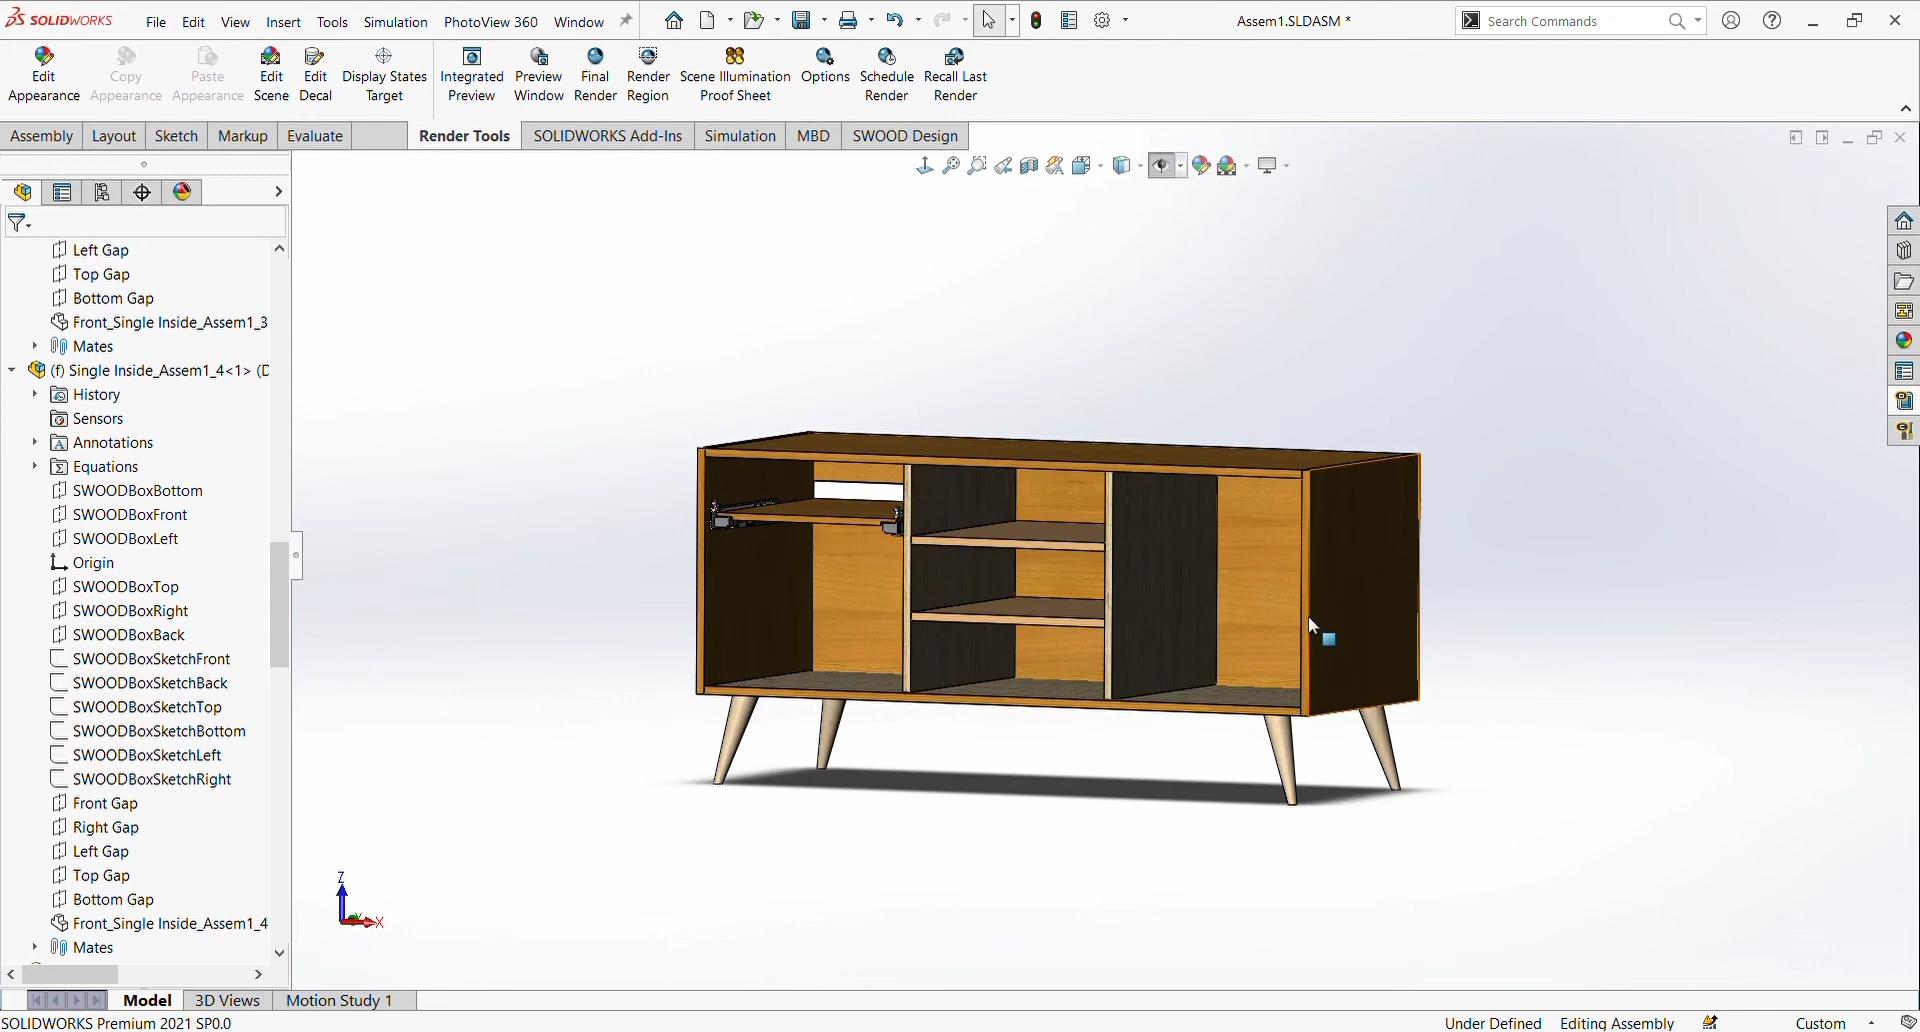 SOLIDWORKS File Edit View Insert Tools Simulation PhotoView 360 Window Assem1.SLDASM * Search Commands
Edit Appearance
Copy Appearance
Paste Appearance
Edit Scene
Edit Decal
Display States Target
Integrated Preview
Preview Window
Final Render
Render Region
Scene Illumination Proof Sheet
Options
Schedule Render
Recall Last Render
Assembly Layout Sketch Markup Evaluate Render Tools SOLIDWORKS Add-Ins Simulation MBD SWOOD Design
Left Gap
Top Gap
Bottom Gap
Front_Single Inside_Assem1_3
Mates
(f) Single Inside_Assem1_4<1> (D
History
Sensors
Annotations
Equations
SWOODBoxBottom
SWOODBoxFront
SWOODBoxLeft
Origin
SWOODBoxTop
SWOODBoxRight
SWOODBoxBack
SWOODBoxSketchFront
SWOODBoxSketchBack
SWOODBoxSketchTop
SWOODBoxSketchBottom
SWOODBoxSketchLeft
SWOODBoxSketchRight
Front Gap
Right Gap
Left Gap
Top Gap
Bottom Gap
Front_Single Inside_Assem1_4
Mates
Z
X
Model 3D Views Motion Study 1
SOLIDWORKS Premium 2021 SP0.0 Under Defined Editing Assembly Custom